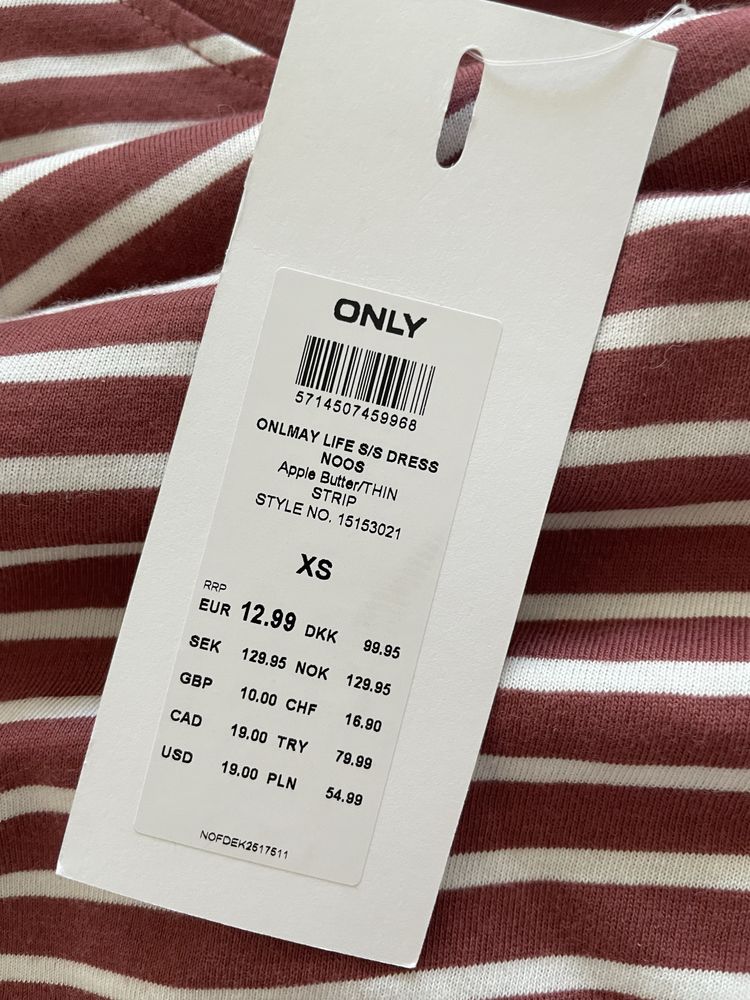 ONLY
5714507459968
ONLMAY LIFE S/S DRESS
NOOS
Apple Butter/THIN
STRIP
STYLE NO. 15153021
XS
RRP
EUR 12.99 DKK 99.95
SEK 129.95 NOK 129.95
GBP 10.00 CHF 16.90
CAD 19.00 TRY 79.99
USD 19.00 PLN 54.99
NOFDEK2517511